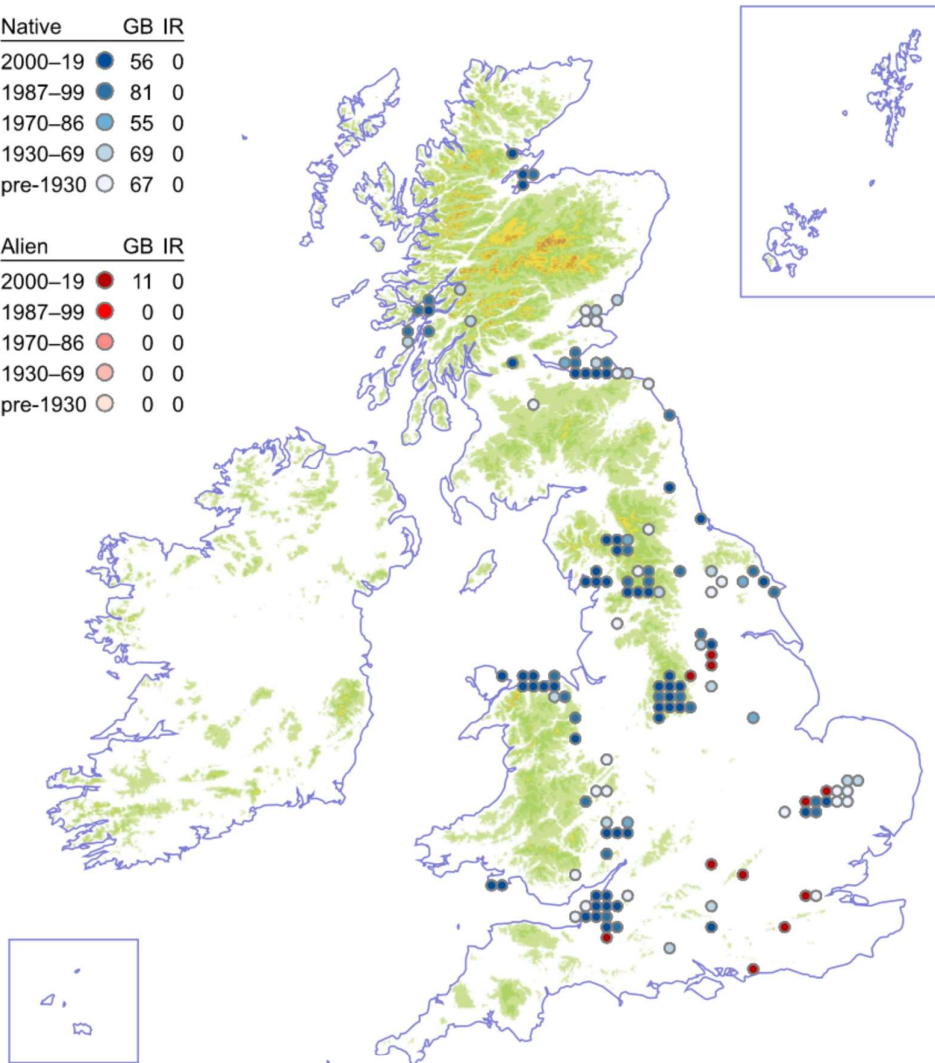 Native GB IR
2000–19 56 0
1987–99 81 0
1970–86 55 0
1930–69 69 0
pre-1930 67 0
Alien GB IR
2000–19 11 0
1987–99 0 0
1970–86 0 0
1930–69 0 0
pre-1930 0 0